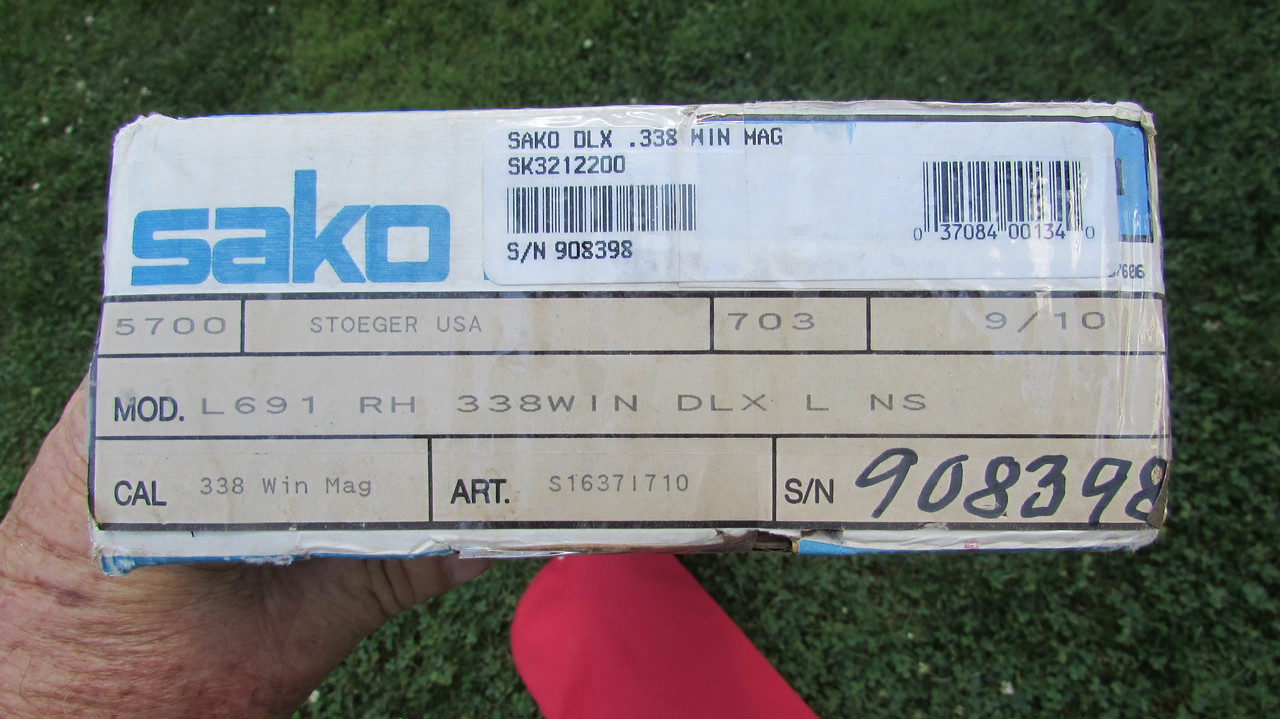 sako
SAKO DLX .338 WIN MAG
SK3212200
S/N 908398
0 37084 00134 0
5700 STOEGER USA 703 9/10
MOD. L691 RH 338WIN DLX L NS
CAL 338 Win Mag ART. S16371710 S/N 908398